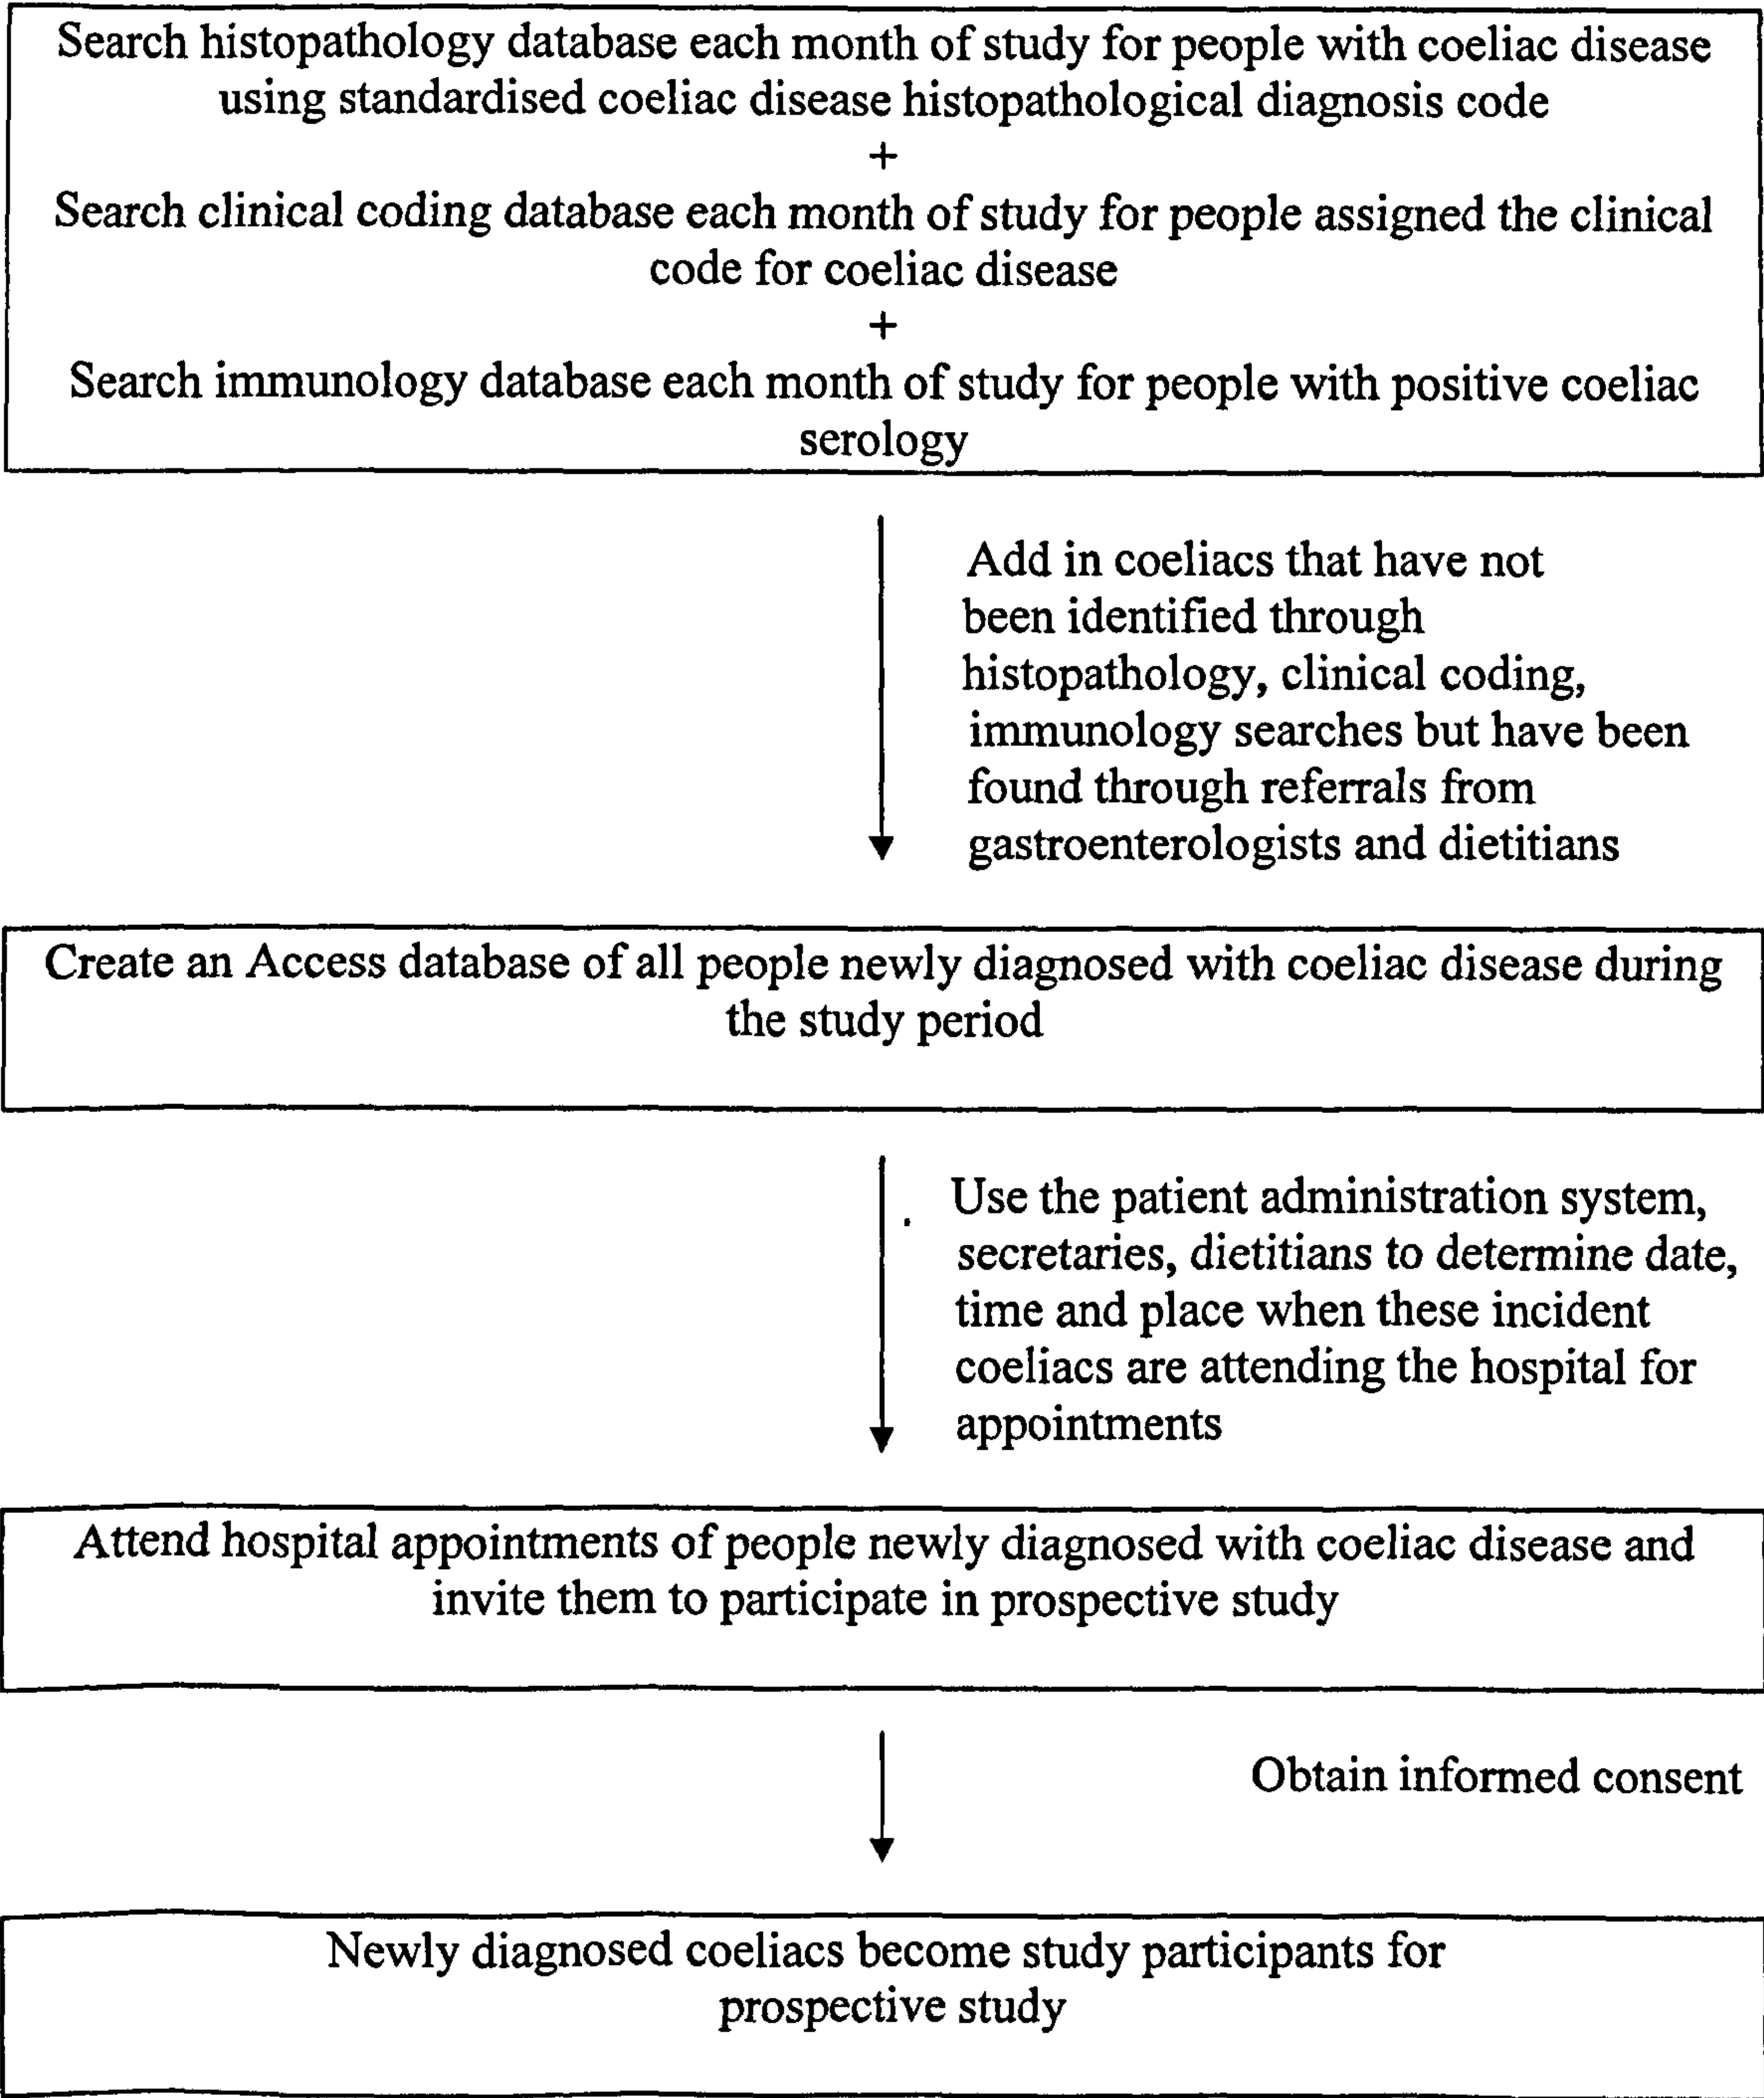 Search histopathology database each month of study for people with coeliac disease
using standardised coeliac disease histopathological diagnosis code
+
Search clinical coding database each month of study for people assigned the clinical
code for coeliac disease
+
Search immunology database each month of study for people with positive coeliac
serology
Add in coeliacs that have not
been identified through
histopathology, clinical coding,
immunology searches but have been
found through referrals from
gastroenterologists and dietitians
Create an Access database of all people newly diagnosed with coeliac disease during
the study period
Use the patient administration system,
secretaries, dietitians to determine date,
time and place when these incident
coeliacs are attending the hospital for
appointments
Attend hospital appointments of people newly diagnosed with coeliac disease and
invite them to participate in prospective study
Obtain informed consent
Newly diagnosed coeliacs become study participants for
prospective study